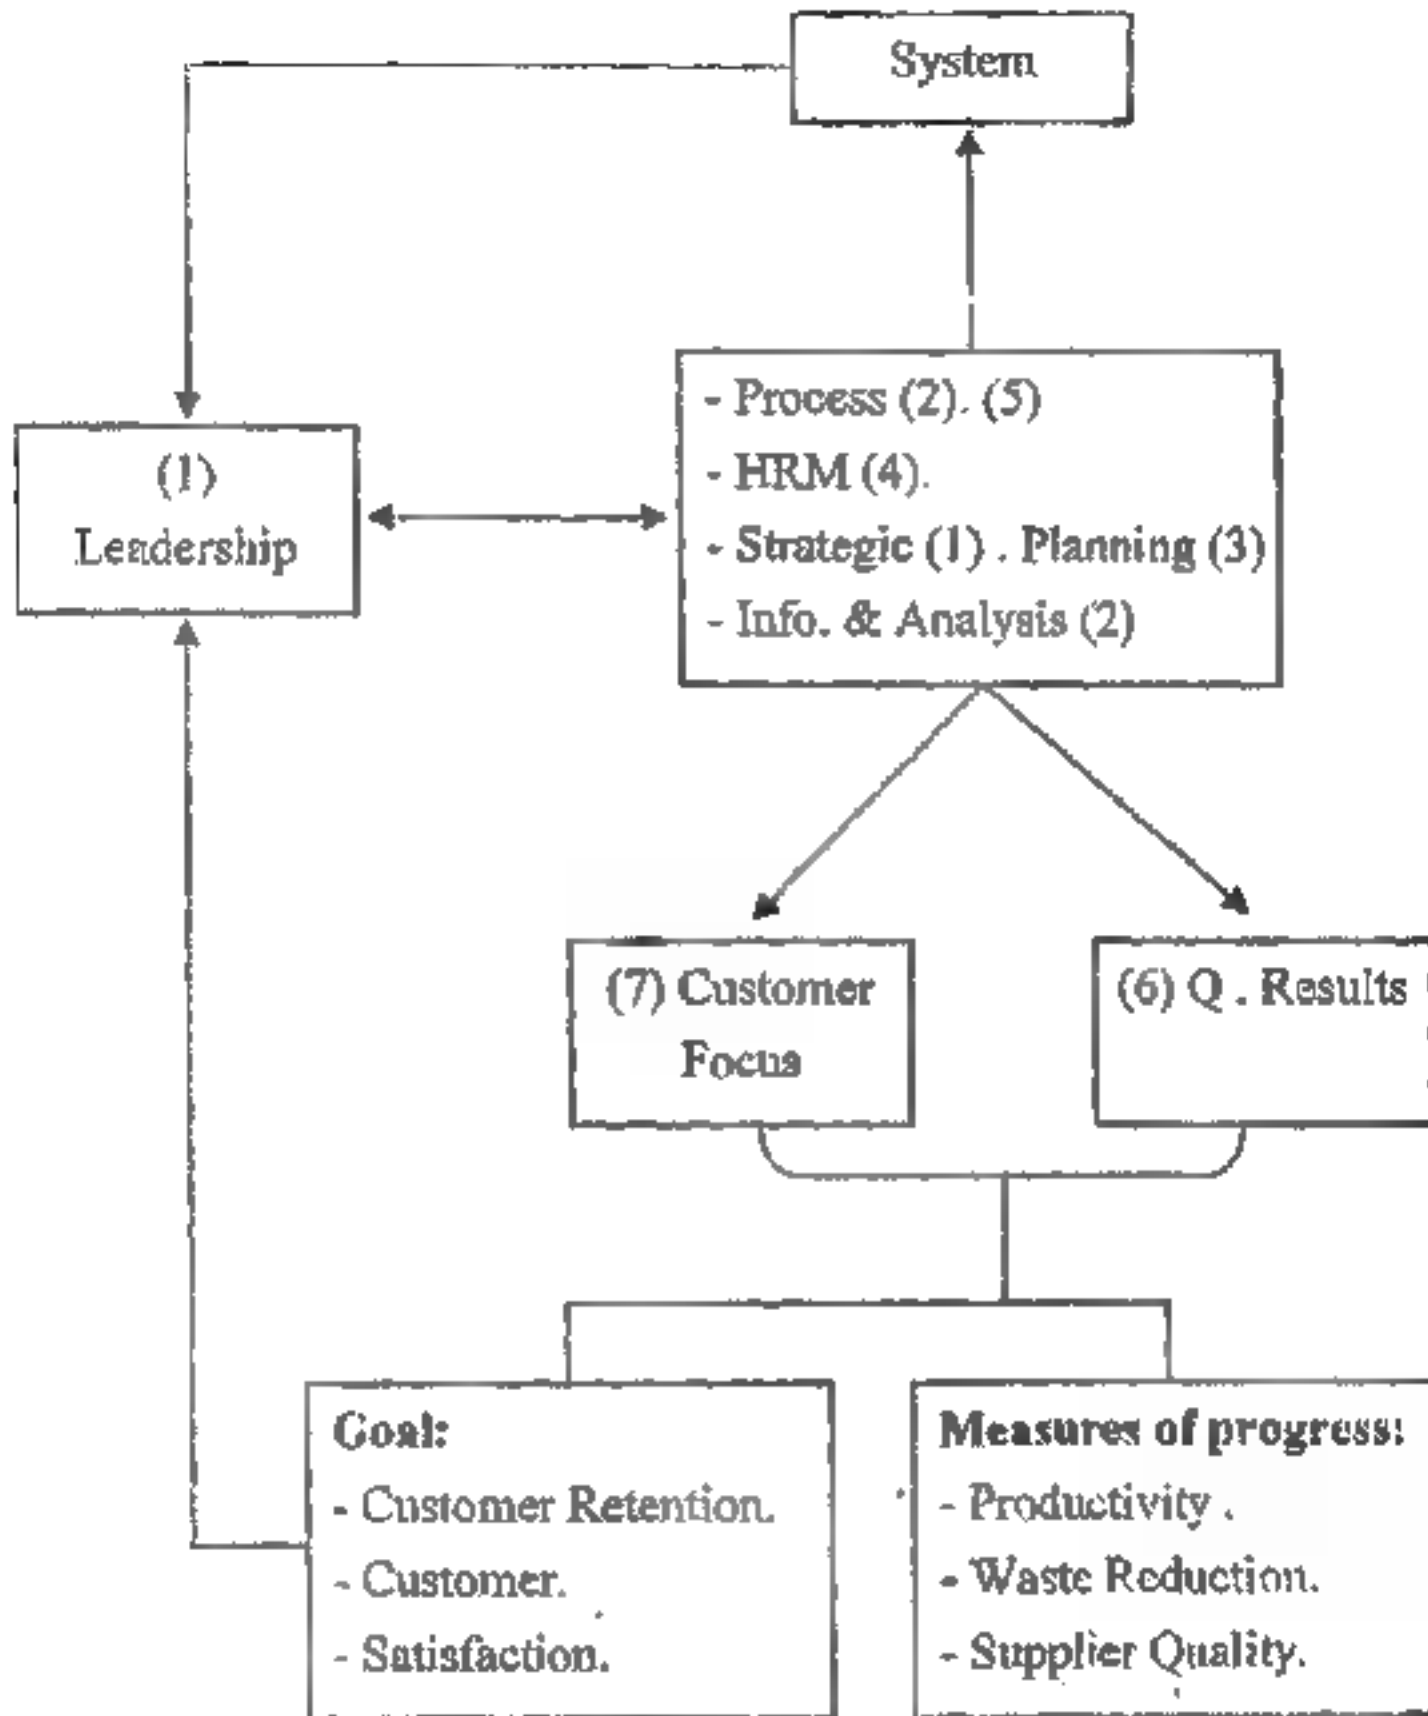 System
(1)
Leadership
- Process (2). (5)
- HRM (4).
- Strategic (1) . Planning (3)
- Info. & Analysis (2)
(7) Customer
Focus
(6) Q . Results
Goal:
- Customer Retention.
- Customer.
- Satisfaction.
Measures of progress:
- Productivity .
- Waste Reduction.
- Supplier Quality.